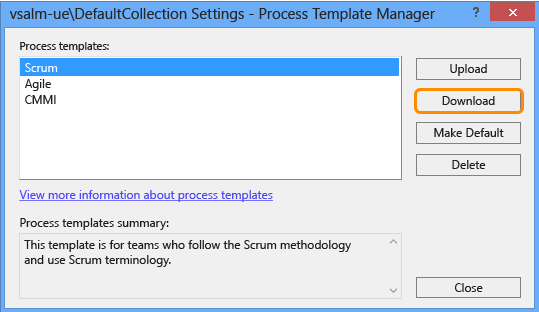 vsalm-ue\DefaultCollection Settings - Process Template Manager
?
Process templates:
Scrum
Agile
CMMI
Upload
Download
Make Default
Delete
View more information about process templates
Process templates summary:
This template is for teams who follow the Scrum methodology
and use Scrum terminology.
Close